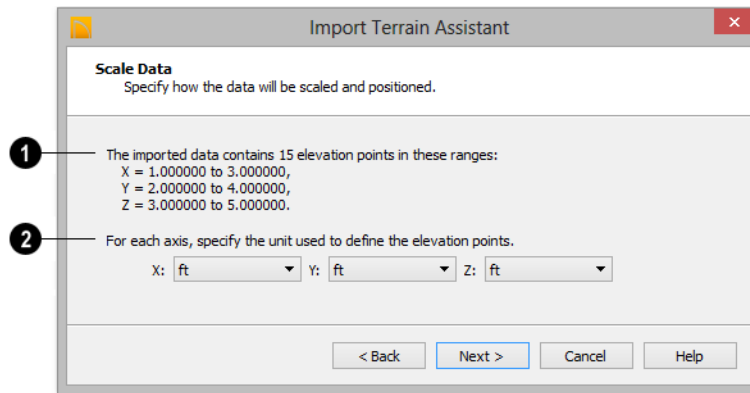 Import Terrain Assistant
Scale Data
Specify how the data will be scaled and positioned.
1 The imported data contains 15 elevation points in these ranges:
X = 1.000000 to 3.000000,
Y = 2.000000 to 4.000000,
Z = 3.000000 to 5.000000.
2 For each axis, specify the unit used to define the elevation points.
X: ft Y: ft Z: ft
< Back Next > Cancel Help